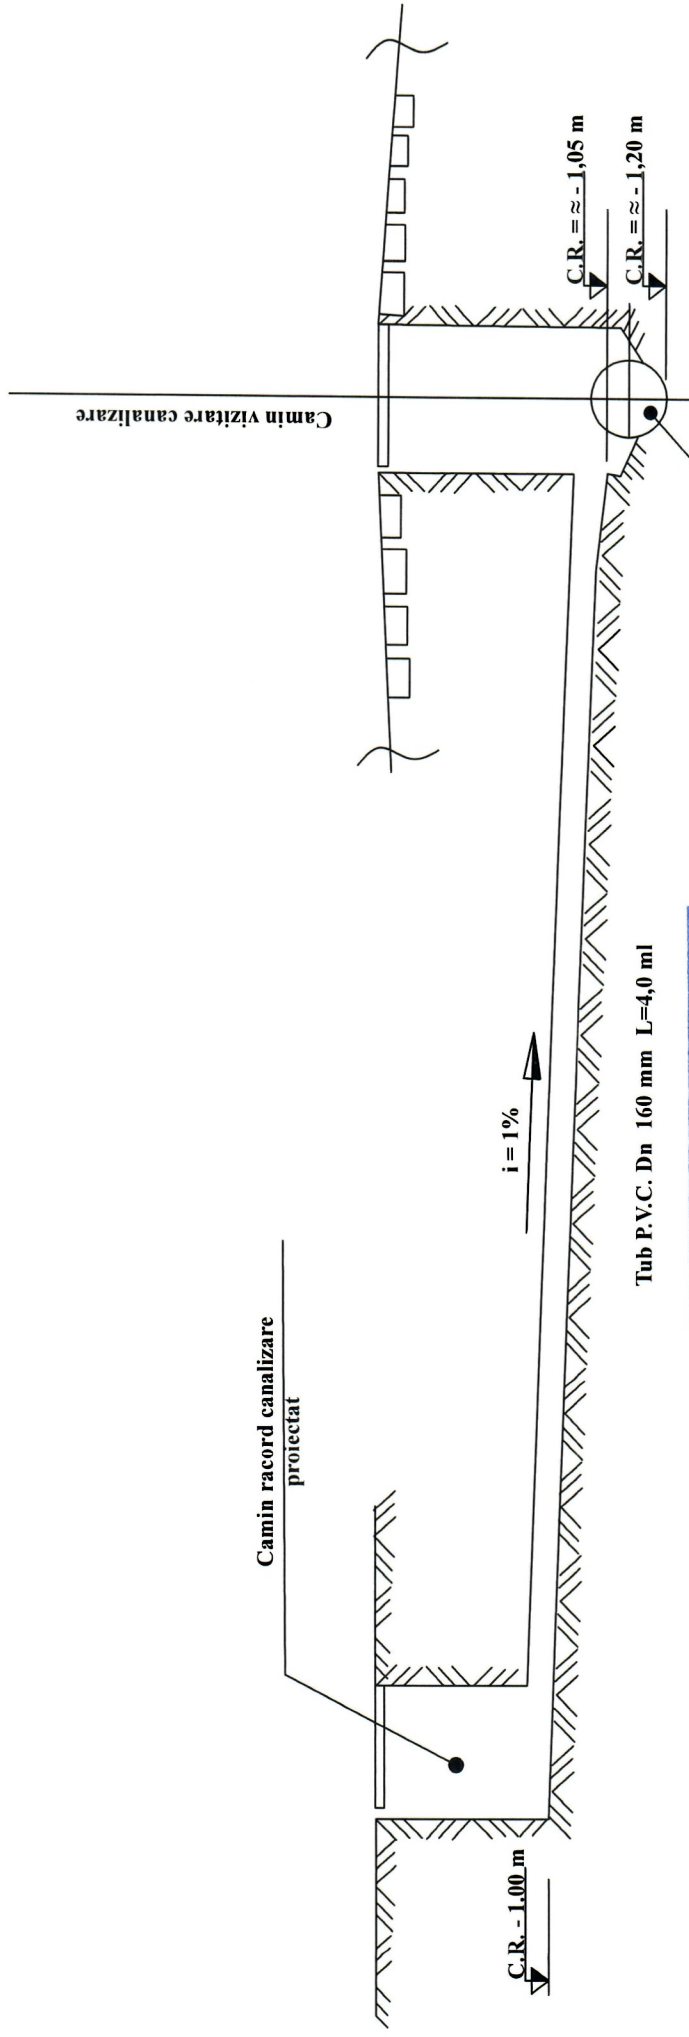 Camin vizitare canalizare
C.R. = ≈ - 1,05 m
C.R. = ≈ - 1,20 m
i = 1%
Tub P.V.C. Dn 160 mm L=4,0 ml
Camin racord canalizare
proiectat
C.R. - 1.00 m